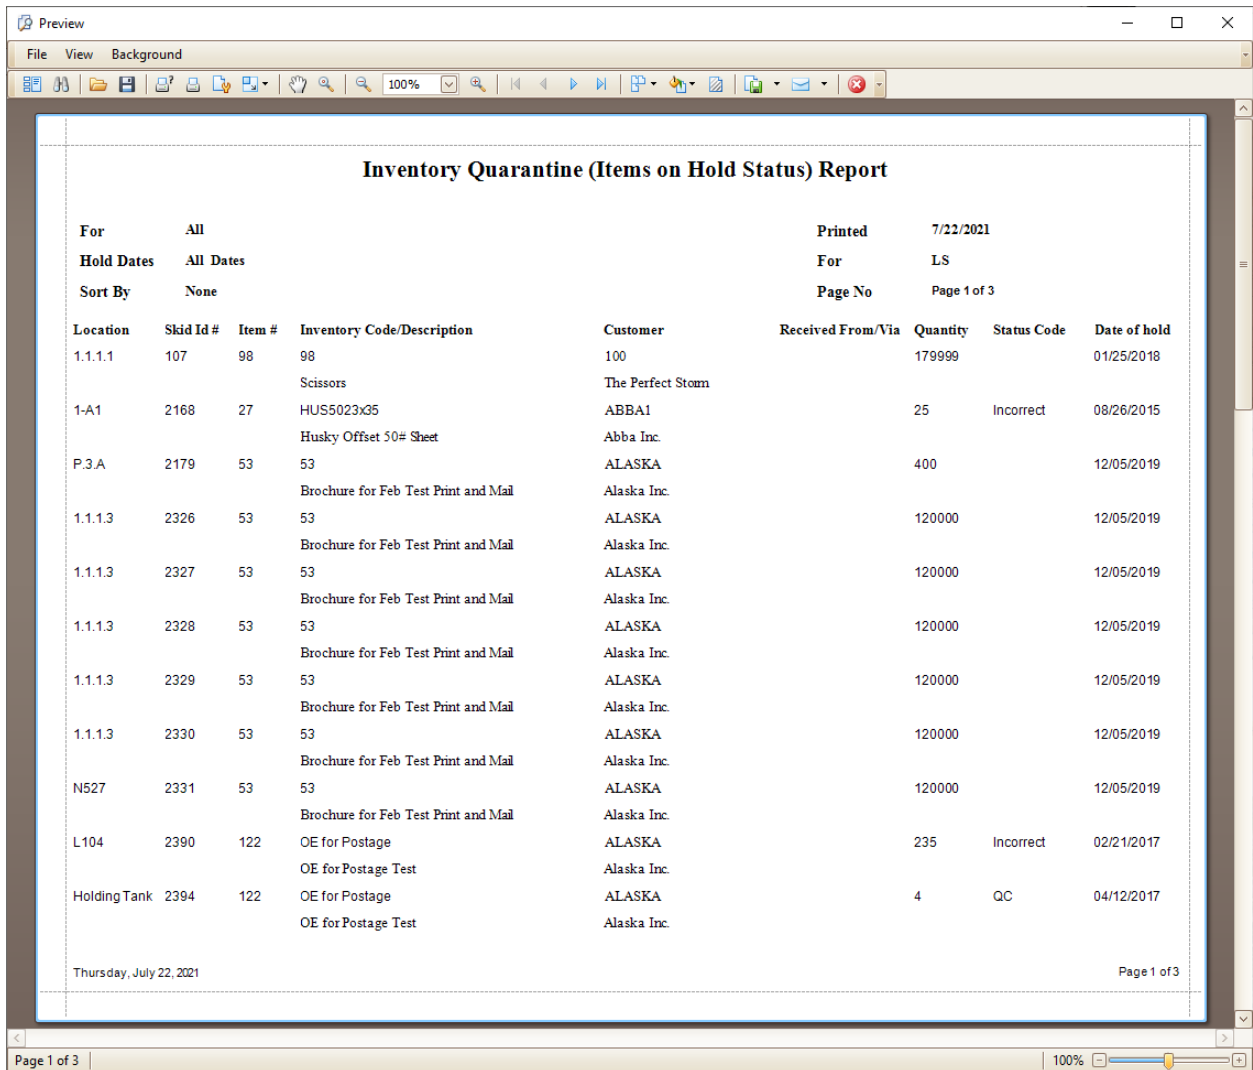 Preview
File View Background
100%
Inventory Quarantine (Items on Hold Status) Report
For All Printed 7/22/2021
Hold Dates All Dates For LS
Sort By None Page No Page 1 of 3
Location Skid Id # Item # Inventory Code/Description Customer Received From/Via Quantity Status Code Date of hold
1.1.1.1 107 98 98 100 179999 01/25/2018
Scissors The Perfect Storm
1-A1 2168 27 HUS5023x35 ABBA1 25 Incorrect 08/26/2015
Husky Offset 50# Sheet Abba Inc.
P.3.A 2179 53 53 ALASKA 400 12/05/2019
Brochure for Feb Test Print and Mail Alaska Inc.
1.1.1.3 2326 53 53 ALASKA 120000 12/05/2019
Brochure for Feb Test Print and Mail Alaska Inc.
1.1.1.3 2327 53 53 ALASKA 120000 12/05/2019
Brochure for Feb Test Print and Mail Alaska Inc.
1.1.1.3 2328 53 53 ALASKA 120000 12/05/2019
Brochure for Feb Test Print and Mail Alaska Inc.
1.1.1.3 2329 53 53 ALASKA 120000 12/05/2019
Brochure for Feb Test Print and Mail Alaska Inc.
1.1.1.3 2330 53 53 ALASKA 120000 12/05/2019
Brochure for Feb Test Print and Mail Alaska Inc.
N527 2331 53 53 ALASKA 120000 12/05/2019
Brochure for Feb Test Print and Mail Alaska Inc.
L104 2390 122 OE for Postage ALASKA 235 Incorrect 02/21/2017
OE for Postage Test Alaska Inc.
Holding Tank 2394 122 OE for Postage ALASKA 4 QC 04/12/2017
OE for Postage Test Alaska Inc.
Thursday, July 22, 2021 Page 1 of 3
Page 1 of 3 100%